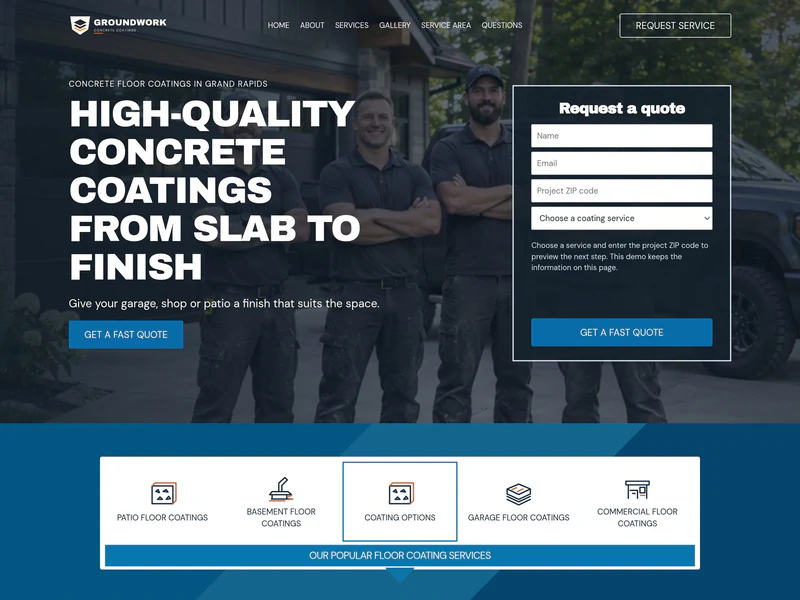 GROUNDWORK
CONCRETE COATINGS
HOME ABOUT SERVICES GALLERY SERVICE AREA QUESTIONS
REQUEST SERVICE
CONCRETE FLOOR COATINGS IN GRAND RAPIDS
HIGH-QUALITY
CONCRETE
COATINGS
FROM SLAB TO
FINISH
Give your garage, shop or patio a finish that suits the space.
GET A FAST QUOTE
Request a quote
Name
Email
Project ZIP code
Choose a coating service
Choose a service and enter the project ZIP code to
preview the next step. This demo keeps the
information on this page.
GET A FAST QUOTE
PATIO FLOOR COATINGS
BASEMENT FLOOR
COATINGS
COATING OPTIONS
GARAGE FLOOR COATINGS
COMMERCIAL FLOOR
COATINGS
OUR POPULAR FLOOR COATING SERVICES